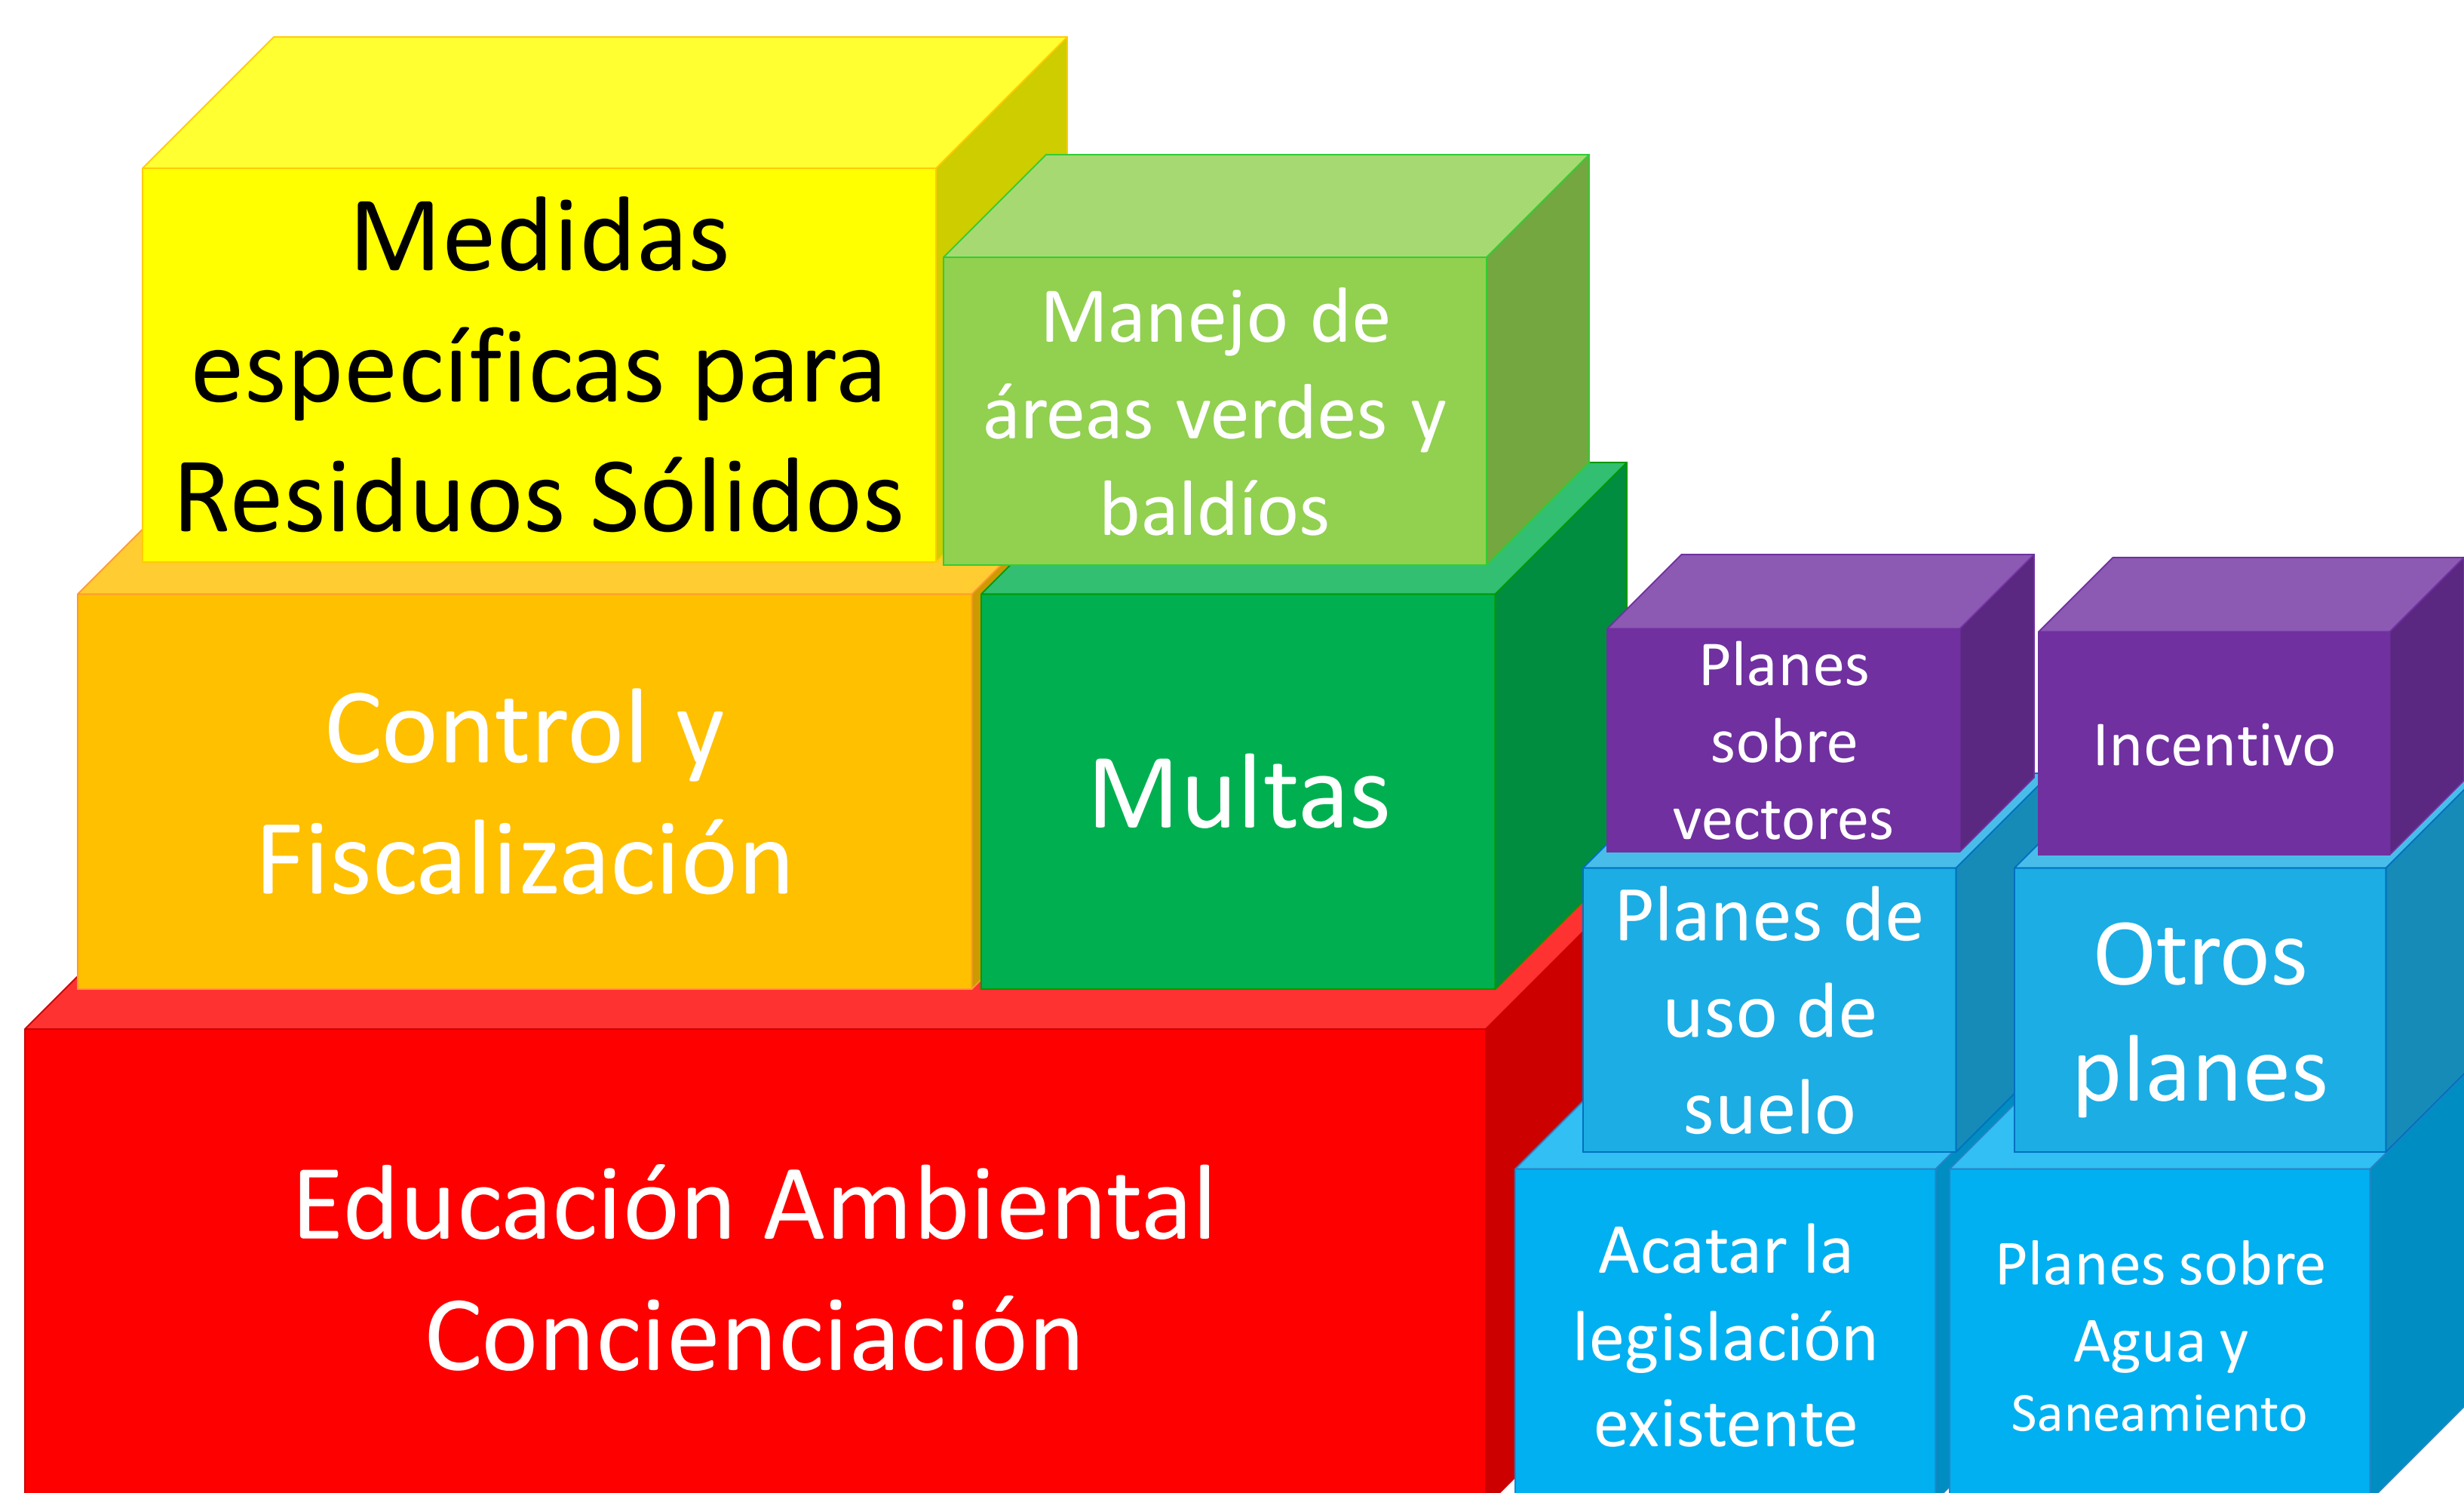 Medidas
específicas para
Residuos Sólidos
Manejo de
áreas verdes y
baldíos
Control y
Fiscalización
Multas
Planes
sobre
vectores
Incentivo
Planes de
uso de
suelo
Otros
planes
Educación Ambiental
Concienciación
Acatar la
legislación
existente
Planes sobre
Agua y
Saneamiento